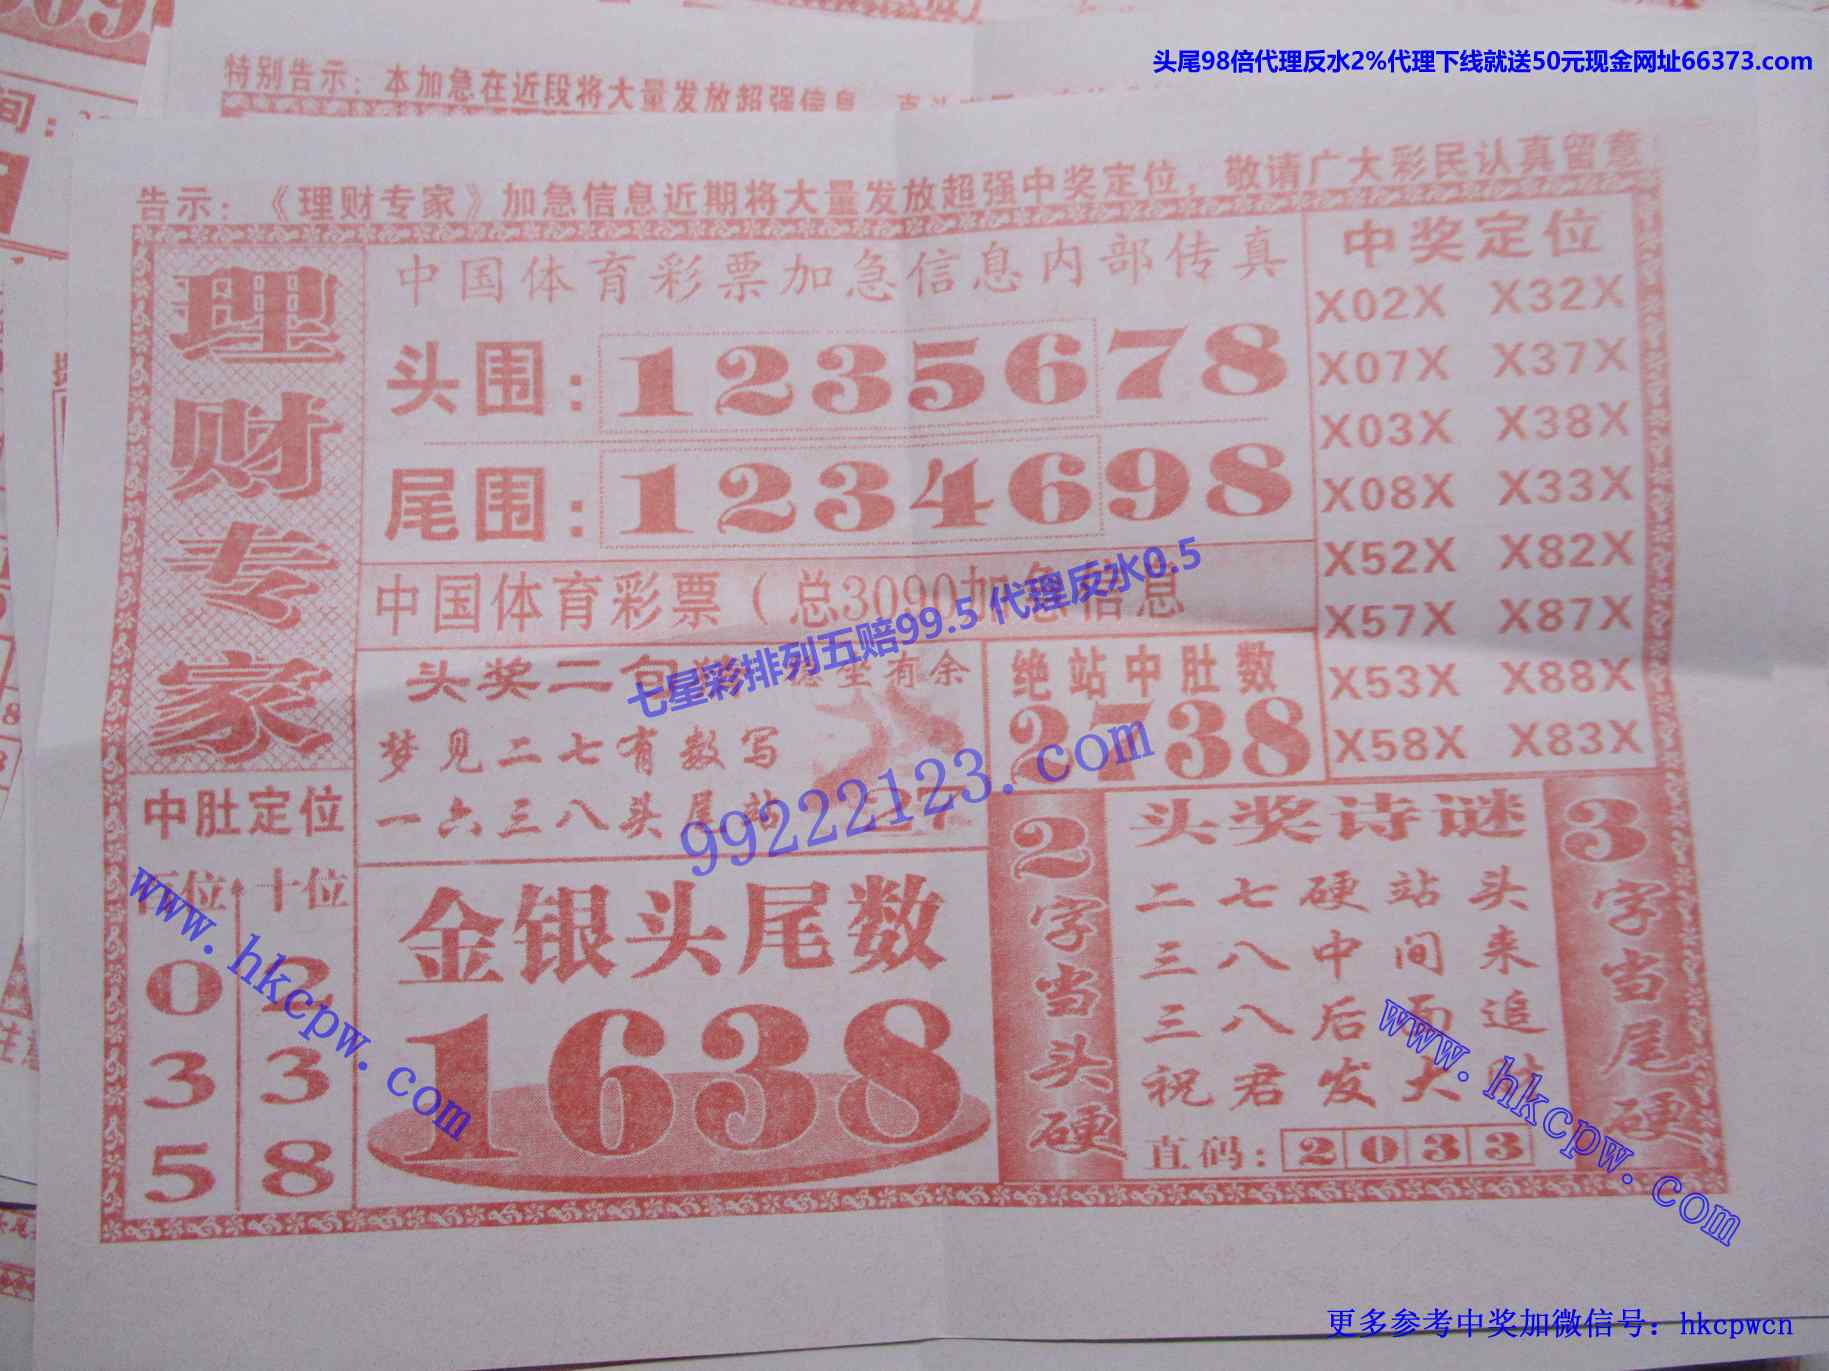 头尾98倍代理反水2%代理下线就送50元现金网址66373.com
特别告示：本加急在近段将大量发放超强信息
告示：《理财专家》加急信息近期将大量发放超强中奖定位，敬请广大彩民认真留意
理财专家
中国体育彩票加急信息内部传真
头围：1235678
尾围：1234698
中国体育彩票（总3090加急信息
中奖定位
X02X X32X
X07X X37X
X03X X38X
X08X X33X
X52X X82X
X57X X87X
X53X X88X
X58X X83X
七星彩排列五赔99.5 代理反水0.5
99222123.com
头奖二句 有余
梦见二七有数写
一六三八头尾站
绝站中肚数
2738
中肚定位
百位 十位
0 2
3 3
5 8
金银头尾数
1638
2字当头硬
头奖诗谜
二七硬站头
三八中间来
三八后面追
祝君发大财
直码：2033
3字当尾硬
www.hkcpw.com
www.hkcpw.com
更多参考中奖加微信号：hkcpwcn